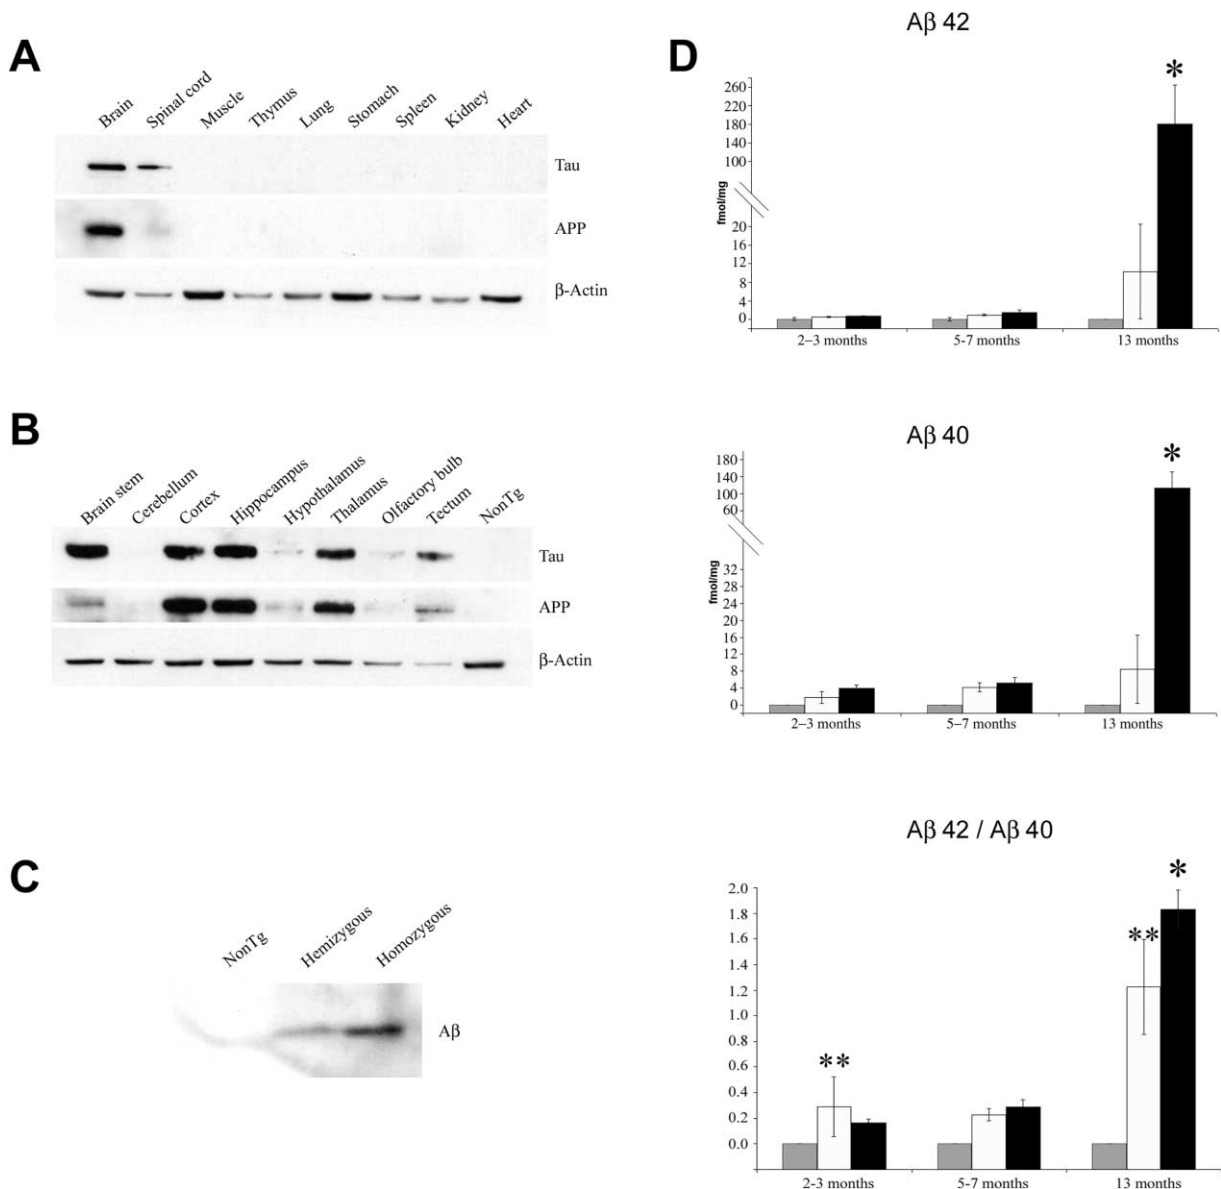 A
Brain
Spinal cord
Muscle
Thymus
Lung
Stomach
Spleen
Kidney
Heart
Tau
APP
β-Actin
B
Brain stem
Cerebellum
Cortex
Hippocampus
Hypothalamus
Thalamus
Olfactory bulb
Tectum
NonTg
Tau
APP
β-Actin
C
NonTg
Hemizygous
Homozygous
Aβ
D
Aβ 42
fmol/mg
260
220
180
140
100
20
12
8
4
0
*
2–3 months
5-7 months
13 months
Aβ 40
fmol/mg
180
140
100
60
32
28
24
20
16
12
8
4
0
*
2–3 months
5–7 months
13 months
Aβ 42 / Aβ 40
2.0
1.8
1.6
1.4
1.2
1.0
0.8
0.6
0.4
0.2
0.0
**
**
*
2-3 months
5-7 months
13 months